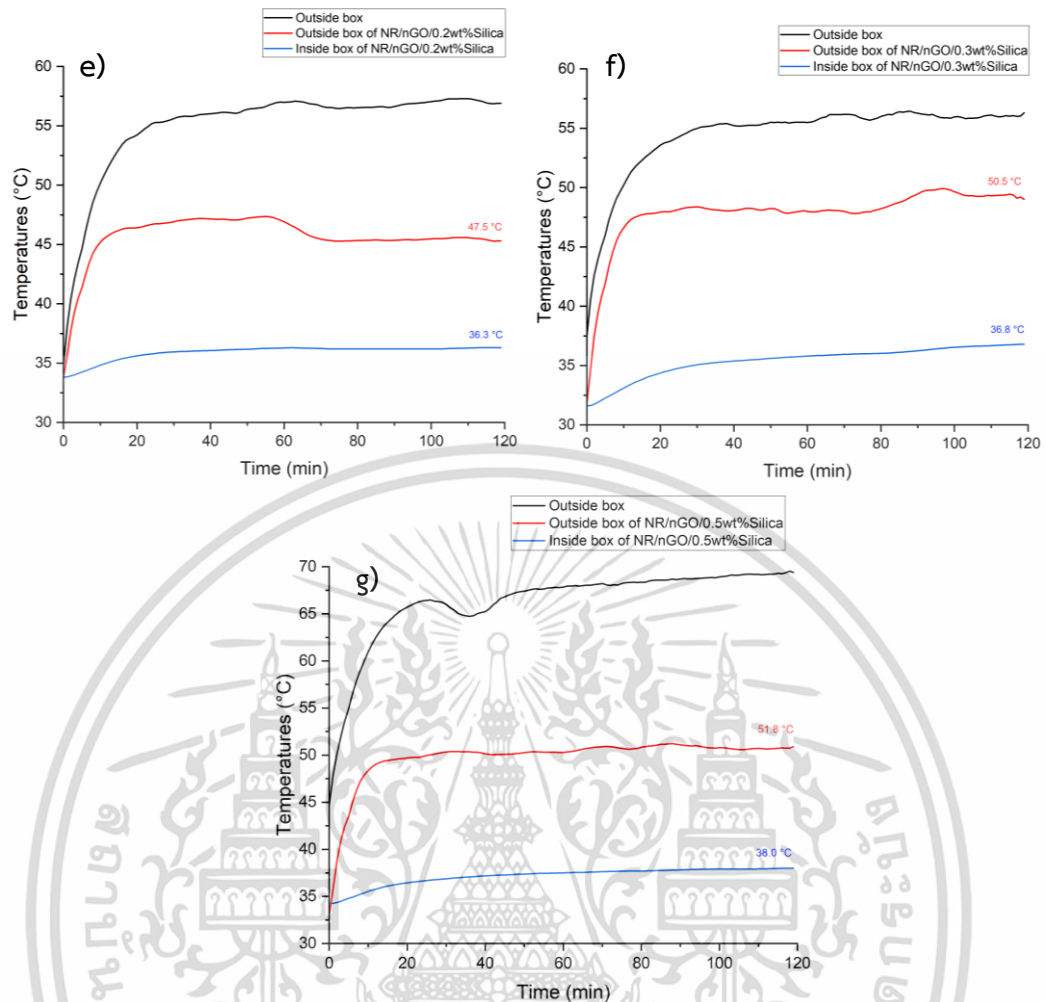 e)
Outside box
Outside box of NR/nGO/0.2wt%Silica
Inside box of NR/nGO/0.2wt%Silica
60
55
50
45
40
35
30
Temperatures (°C)
47.5 °C
36.3 °C
0 20 40 60 80 100 120
Time (min)
f)
Outside box
Outside box of NR/nGO/0.3wt%Silica
Inside box of NR/nGO/0.3wt%Silica
60
55
50
45
40
35
30
Temperatures (°C)
50.5 °C
36.8 °C
0 20 40 60 80 100 120
Time (min)
g)
Outside box
Outside box of NR/nGO/0.5wt%Silica
Inside box of NR/nGO/0.5wt%Silica
70
65
60
55
50
45
40
35
30
Temperatures (°C)
51.8 °C
38.0 °C
0 20 40 60 80 100 120
Time (min)